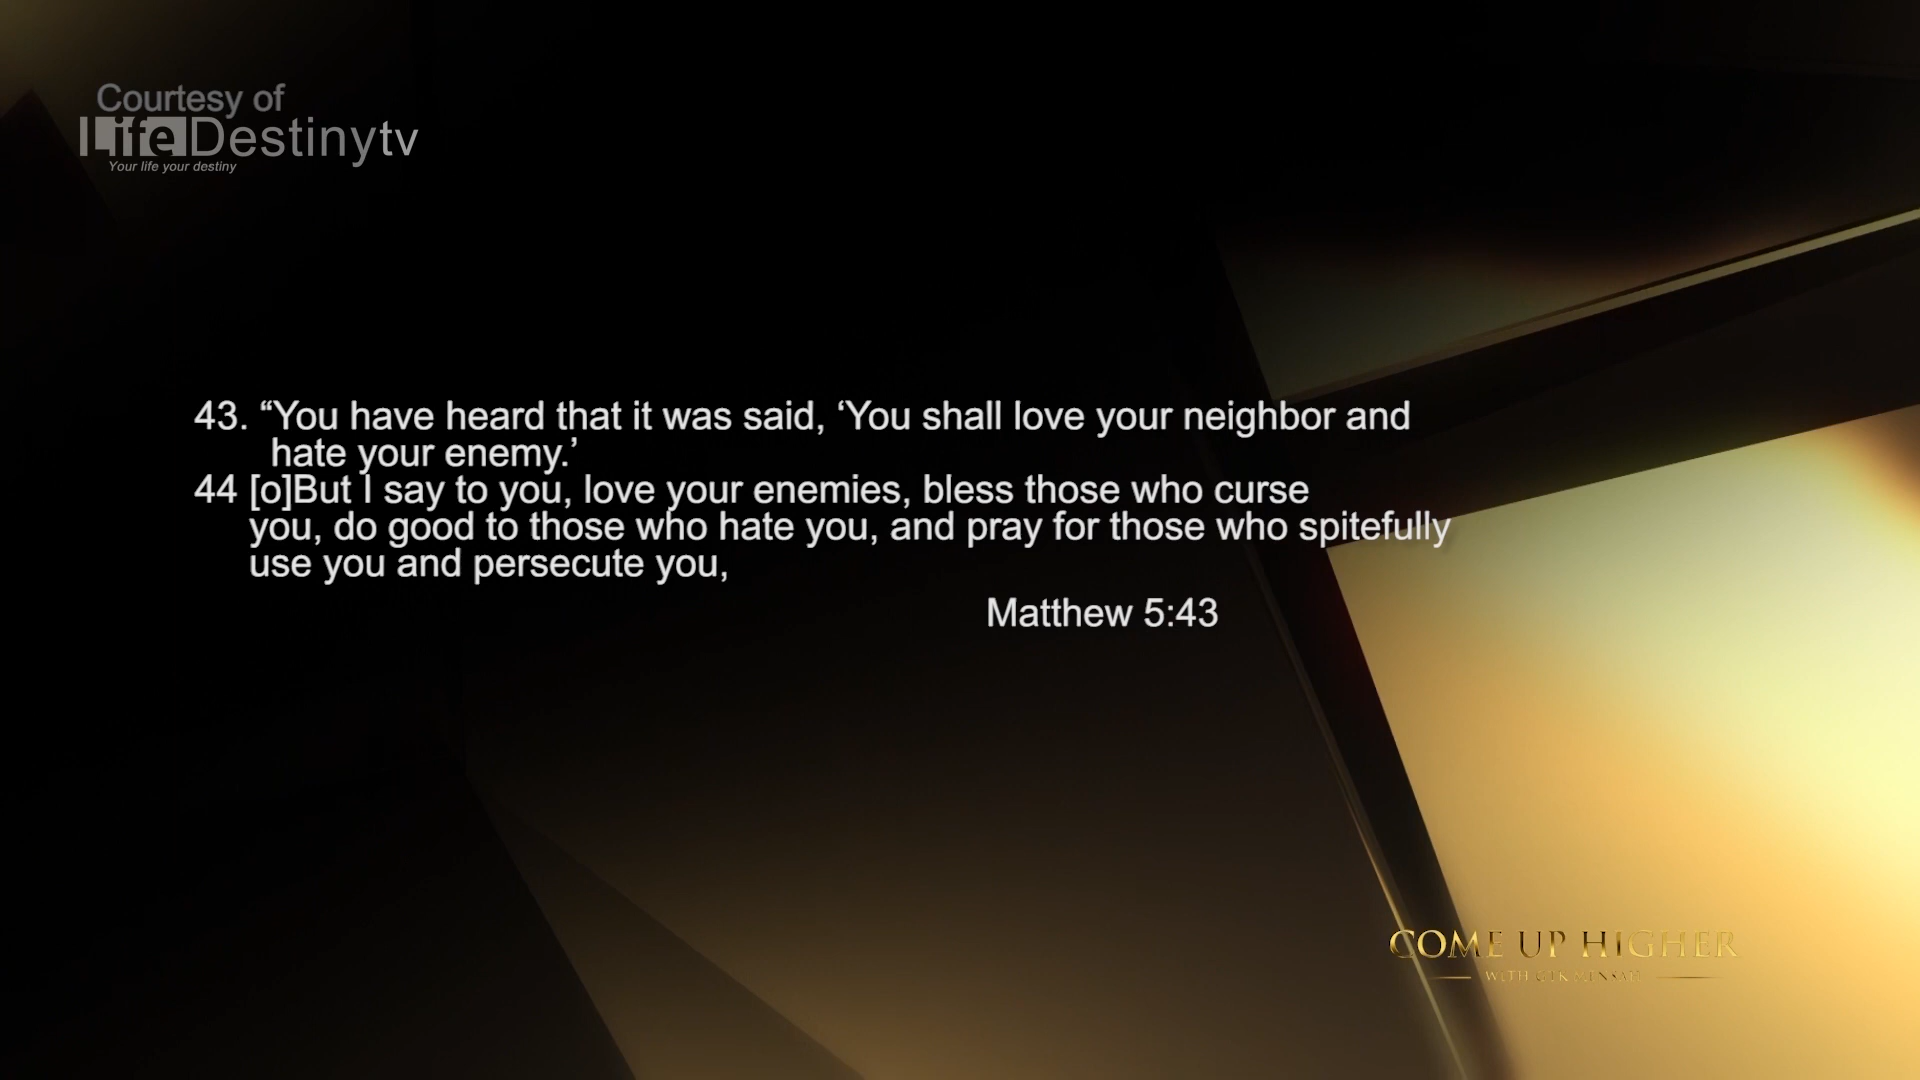 Courtesy of
LifeDestinytv
Your life your destiny
43. “You have heard that it was said, ‘You shall love your neighbor and
hate your enemy.’
44 [o]But I say to you, love your enemies, bless those who curse
you, do good to those who hate you, and pray for those who spitefully
use you and persecute you,
Matthew 5:43
COME UP HIGHER
WITH GTK MENSAH